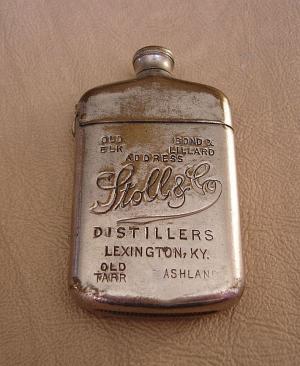 OLD ELK
BOND & LILLARD
ADDRESS
Stoll & Co
DISTILLERS
LEXINGTON, KY.
OLD TARR
ASHLAND